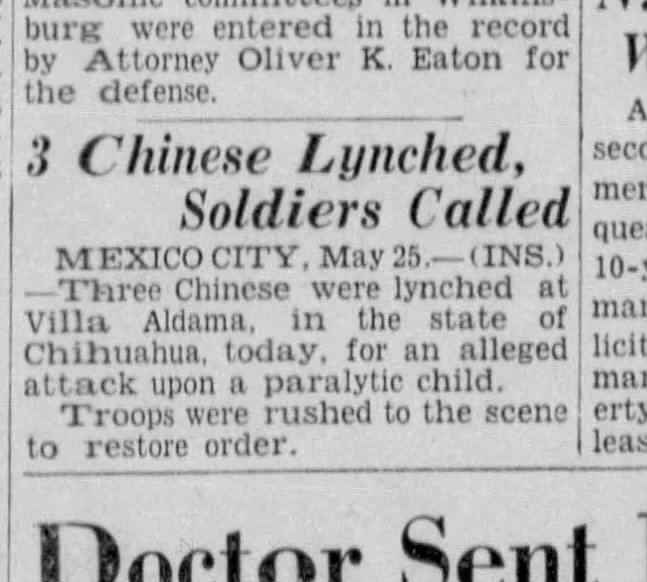 burg were entered in the record
by Attorney Oliver K. Eaton for
the defense.
3 Chinese Lynched,
Soldiers Called
MEXICO CITY, May 25.—(INS.)
—Three Chinese were lynched at
Villa Aldama, in the state of
Chihuahua, today, for an alleged
attack upon a paralytic child.
Troops were rushed to the scene
to restore order.
A
seco
men
que
10-y
mar
licit
mar
erty
leas
Doctor Sent